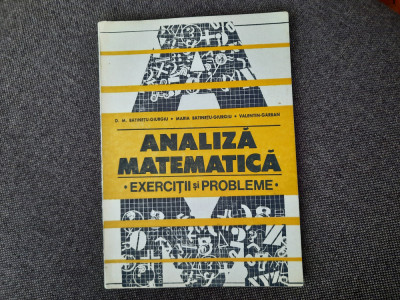 D. M. BĂTINEȚU-GIURGIU • MARIA BĂTINEȚU-GIURGIU • VALENTIN GÂRBAN
ANALIZĂ
MATEMATICĂ
• EXERCIȚII și PROBLEME •